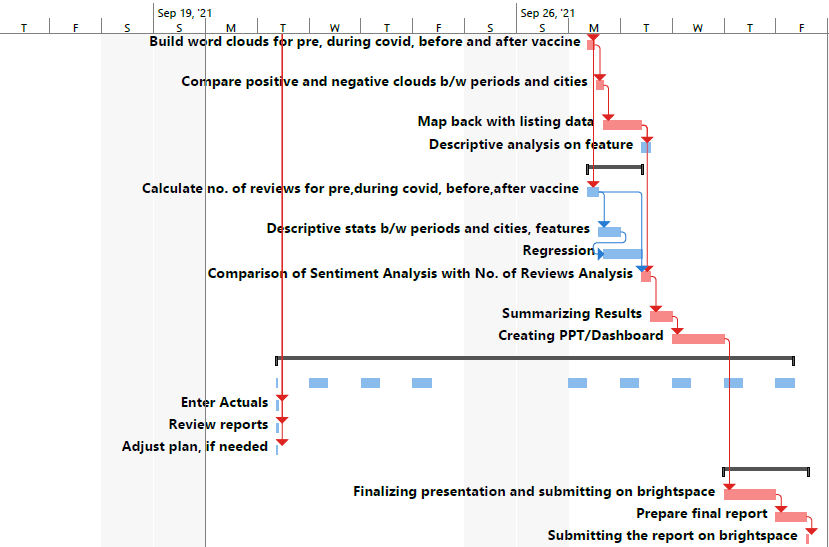 Sep 19, '21 Sep 26, '21
T F S S M T W T F S S M T W T F
Build word clouds for pre, during covid, before and after vaccine
Compare positive and negative clouds b/w periods and cities
Map back with listing data
Descriptive analysis on feature
Calculate no. of reviews for pre,during covid, before,after vaccine
Descriptive stats b/w periods and cities, features
Regression
Comparison of Sentiment Analysis with No. of Reviews Analysis
Summarizing Results
Creating PPT/Dashboard
Enter Actuals
Review reports
Adjust plan, if needed
Finalizing presentation and submitting on brightspace
Prepare final report
Submitting the report on brightspace